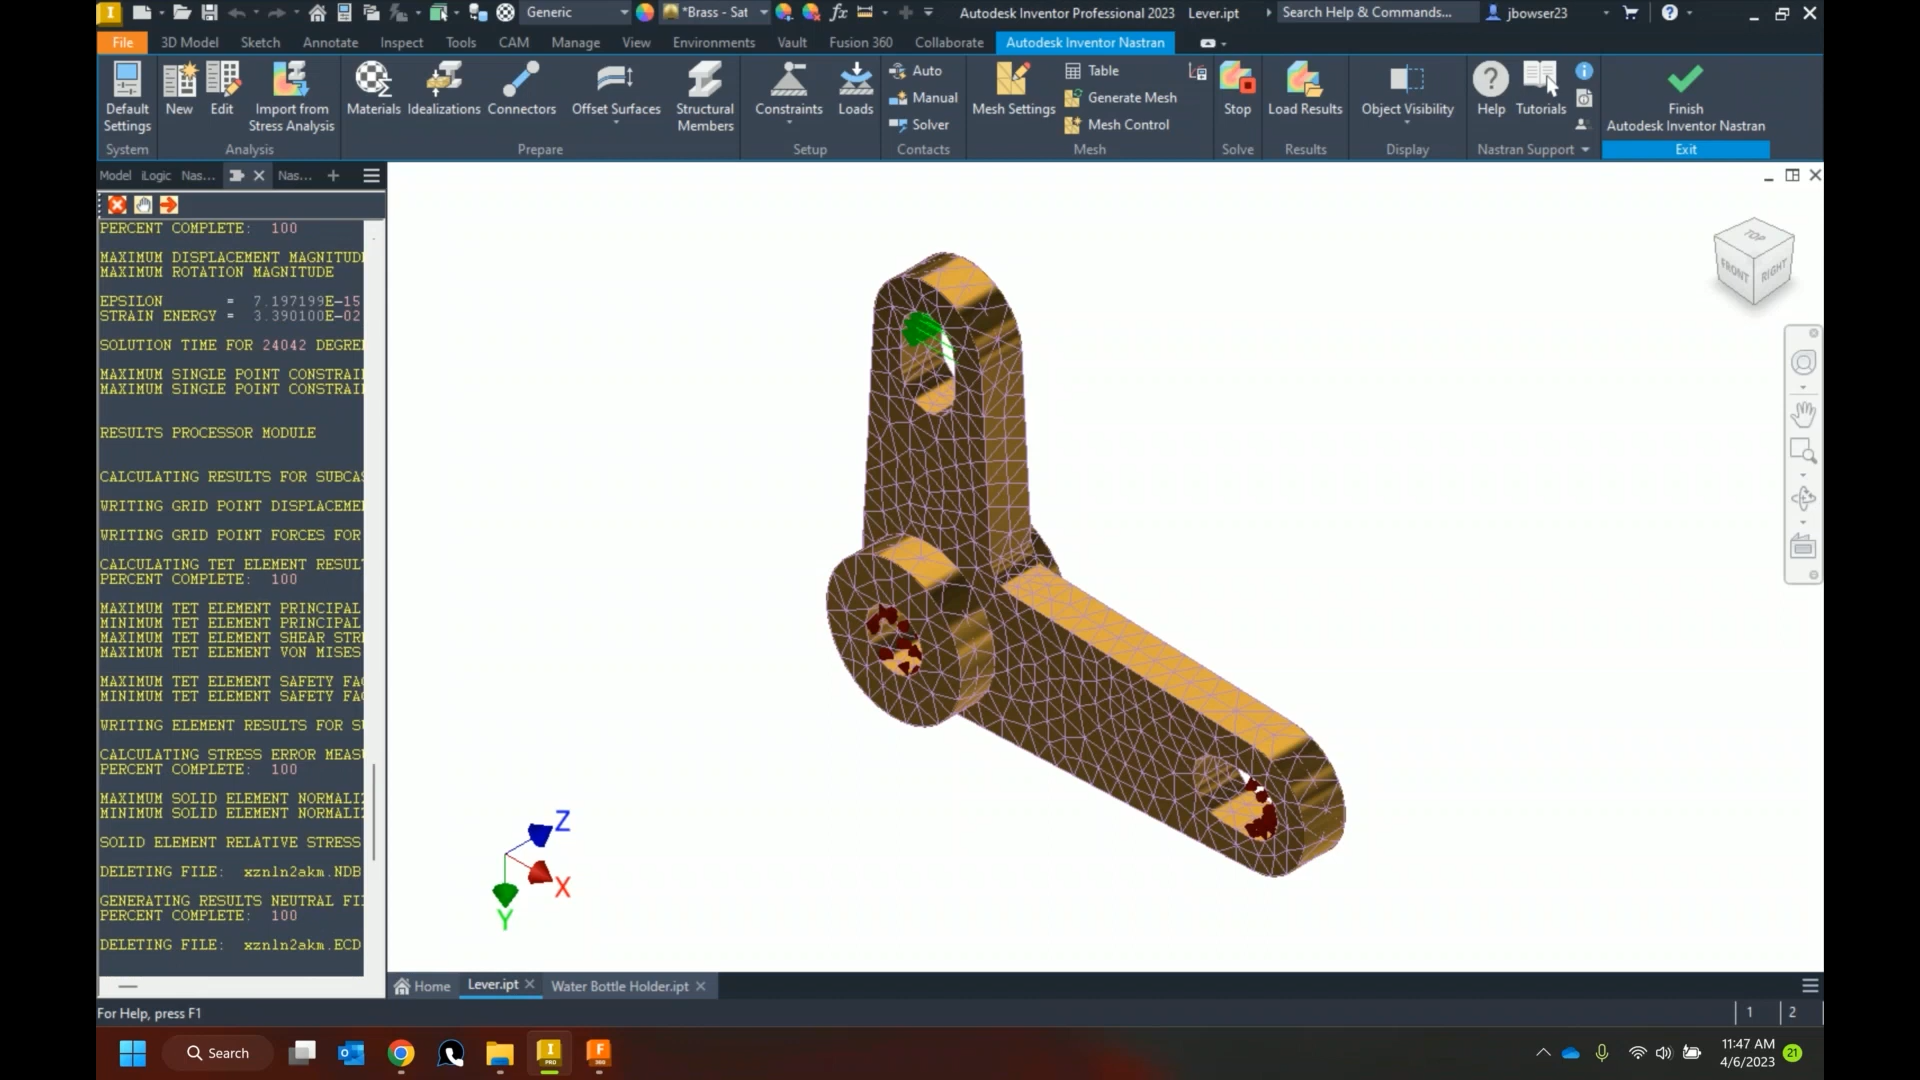 Generic
*Brass - Sat
Autodesk Inventor Professional 2023 Lever.ipt
Search Help & Commands...
jbowser23
File 3D Model Sketch Annotate Inspect Tools CAM Manage View Environments Vault Fusion 360 Collaborate Autodesk Inventor Nastran
Default Settings
New
Edit
Import from Stress Analysis
Materials
Idealizations
Connectors
Offset Surfaces
Structural Members
Constraints
Loads
Auto
Manual
Solver
Mesh Settings
Table
Generate Mesh
Mesh Control
Stop
Load Results
Object Visibility
Help
Tutorials
Finish Autodesk Inventor Nastran
System Analysis Prepare Setup Contacts Mesh Solve Results Display Nastran Support Exit
Model iLogic Nas... Nas... +
PERCENT COMPLETE: 100
MAXIMUM DISPLACEMENT MAGNITUD
MAXIMUM ROTATION MAGNITUDE
EPSILON = 7.197199E-15
STRAIN ENERGY = 3.390100E-02
SOLUTION TIME FOR 24042 DEGREE
MAXIMUM SINGLE POINT CONSTRAI
MAXIMUM SINGLE POINT CONSTRAI
RESULTS PROCESSOR MODULE
CALCULATING RESULTS FOR SUBCAS
WRITING GRID POINT DISPLACEME
WRITING GRID POINT FORCES FOR
CALCULATING TET ELEMENT RESUL
PERCENT COMPLETE: 100
MAXIMUM TET ELEMENT PRINCIPAL
MINIMUM TET ELEMENT PRINCIPAL
MAXIMUM TET ELEMENT SHEAR STR
MAXIMUM TET ELEMENT VON MISES
MAXIMUM TET ELEMENT SAFETY FA
MINIMUM TET ELEMENT SAFETY FA
WRITING ELEMENT RESULTS FOR S
CALCULATING STRESS ERROR MEAS
PERCENT COMPLETE: 100
MAXIMUM SOLID ELEMENT NORMALI
MINIMUM SOLID ELEMENT NORMALI
SOLID ELEMENT RELATIVE STRESS
DELETING FILE: xznln2akm.NDB
GENERATING RESULTS NEUTRAL FI
PERCENT COMPLETE: 100
DELETING FILE: xznln2akm.ECD
TOP
FRONT
RIGHT
Z
X
Y
Home
Lever.ipt
Water Bottle Holder.ipt
For Help, press F1
1 2
Search
11:47 AM
4/6/2023
21